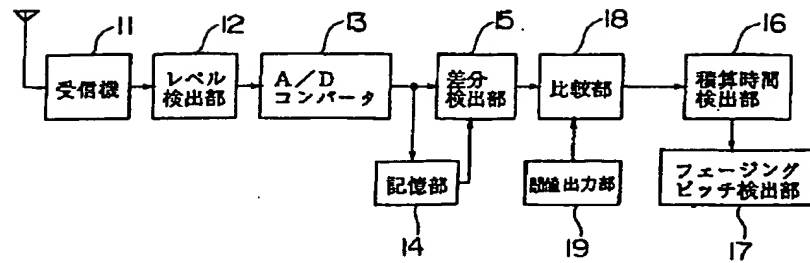 11
12
13
15
18
16
受信機
レベル
検出部
A/D
コンバータ
差分
検出部
比較部
積算時間
検出部
記憶部
閾値出力部
フェージング
ピッチ検出部
14
19
17